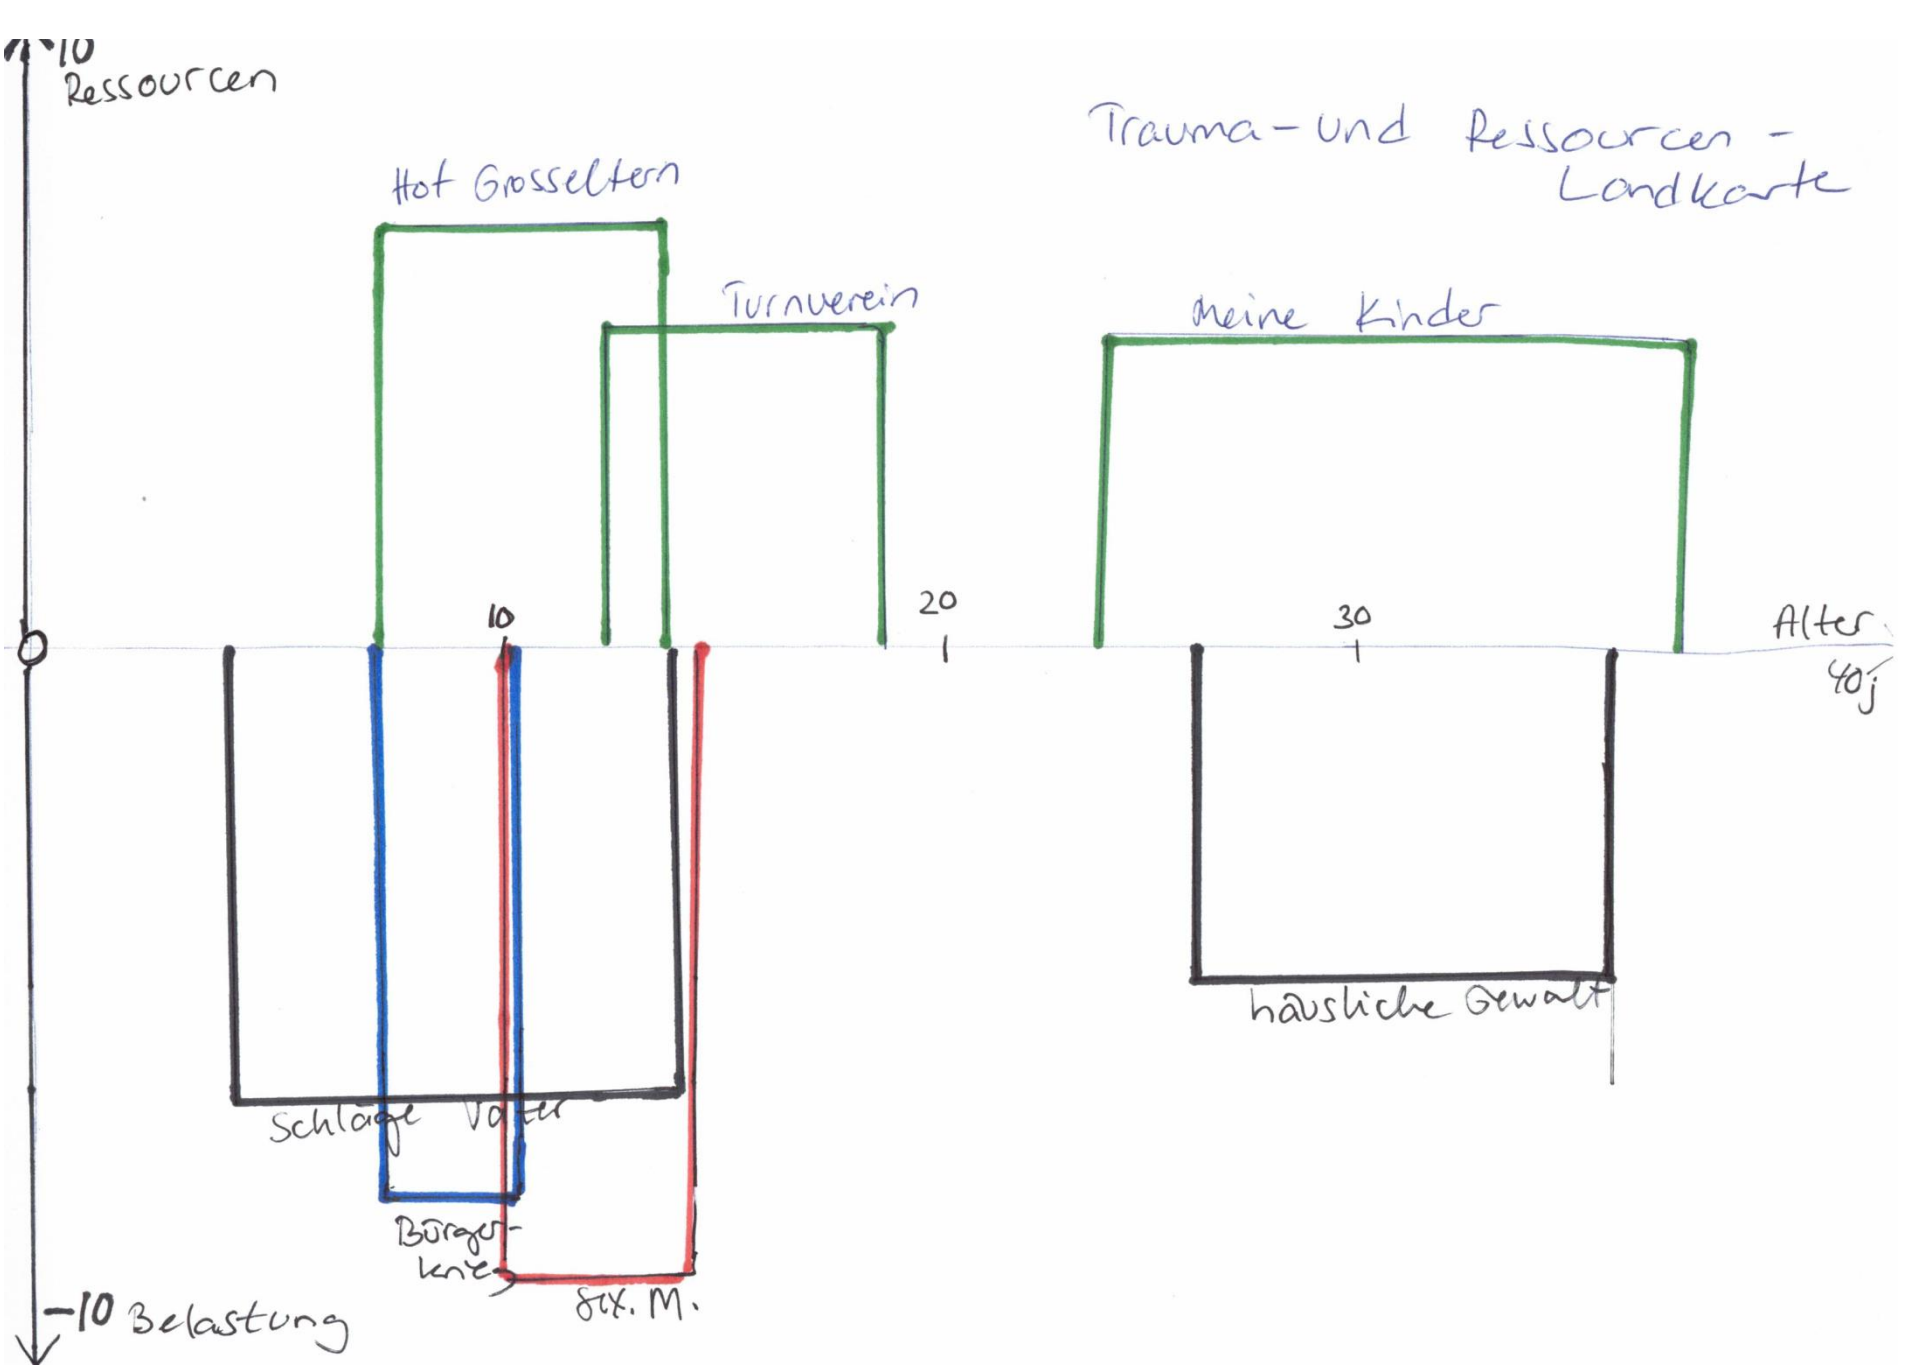 10
Ressourcen
Trauma- und Ressourcen-
Landkarte
Hof Grosseltern
Turnverein
Meine Kinder
10
20
30
Alter
40j
0
häusliche Gewalt
Schläge Vater
Bürger-
krieg
sex. M.
-10 Belastung